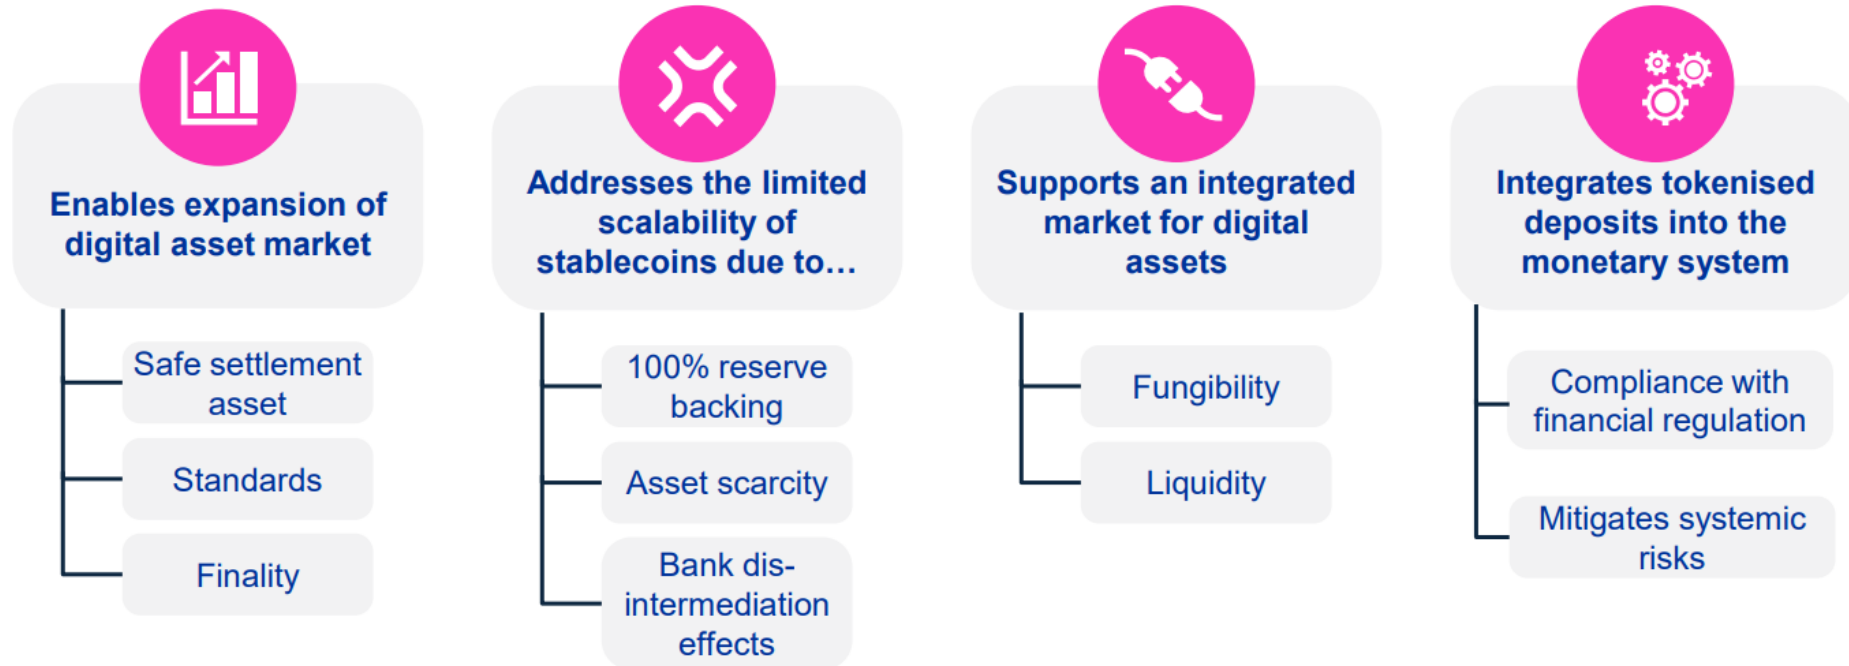 Enables expansion of
digital asset market
Safe settlement
asset
Standards
Finality
Addresses the limited
scalability of
stablecoins due to…
100% reserve
backing
Asset scarcity
Bank dis-
intermediation
effects
Supports an integrated
market for digital
assets
Fungibility
Liquidity
Integrates tokenised
deposits into the
monetary system
Compliance with
financial regulation
Mitigates systemic
risks